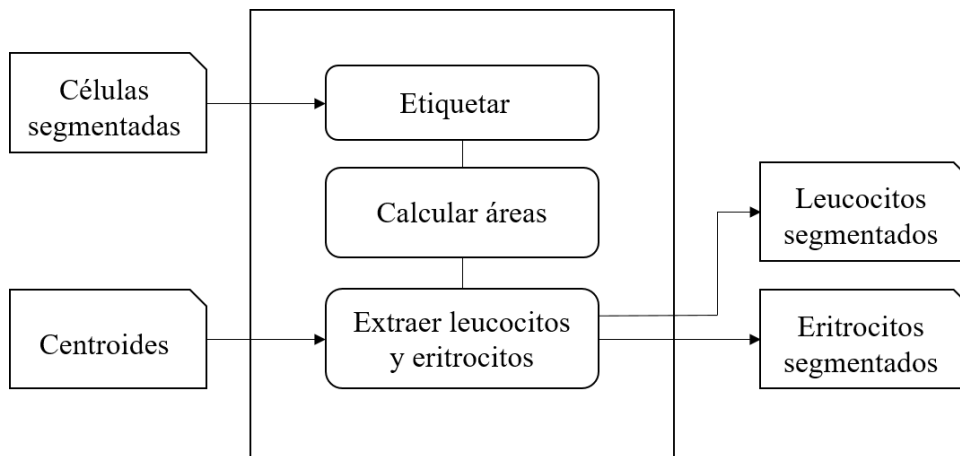 Células
segmentadas
Etiquetar
Calcular áreas
Leucocitos
segmentados
Centroides
Extraer leucocitos
y eritrocitos
Eritrocitos
segmentados